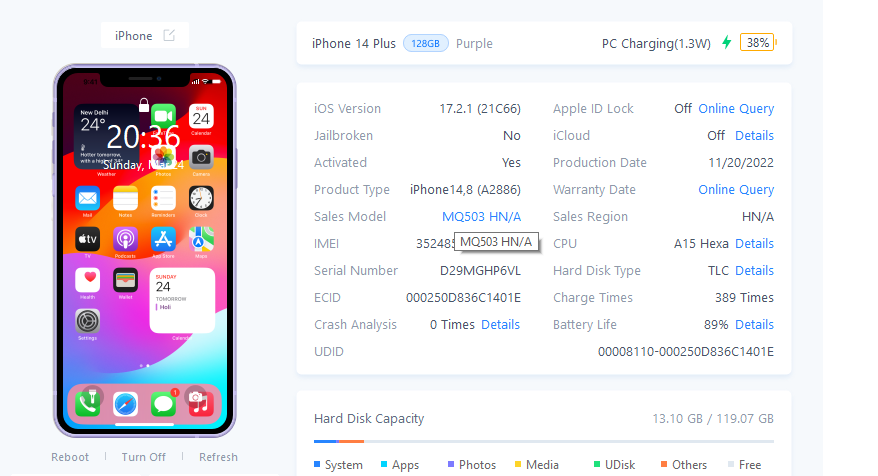 iPhone
iPhone 14 Plus 128GB Purple PC Charging(1.3W) 38%
New Delhi
24°
Hotter tomorrow,
with a high of 36°.
Weather
SUN
24
Calendar
20:36
Sunday, Mar 24
Photos
Camera
Mail
Notes
Reminders
Clock
TV
Podcasts
App Store
Maps
Health
Wallet
SUNDAY
24
TOMORROW
Holi
Settings
Calendar
1
Reboot Turn Off Refresh
iOS Version 17.2.1 (21C66) Apple ID Lock Off Online Query
Jailbroken No iCloud Off Details
Activated Yes Production Date 11/20/2022
Product Type iPhone14,8 (A2886) Warranty Date Online Query
Sales Model MQ503 HN/A Sales Region HN/A
MQ503 HN/A
IMEI 35248 CPU A15 Hexa Details
Serial Number D29MGHP6VL Hard Disk Type TLC Details
ECID 000250D836C1401E Charge Times 389 Times
Crash Analysis 0 Times Details Battery Life 89% Details
UDID 00008110-000250D836C1401E
Hard Disk Capacity 13.10 GB / 119.07 GB
System Apps Photos Media UDisk Others Free